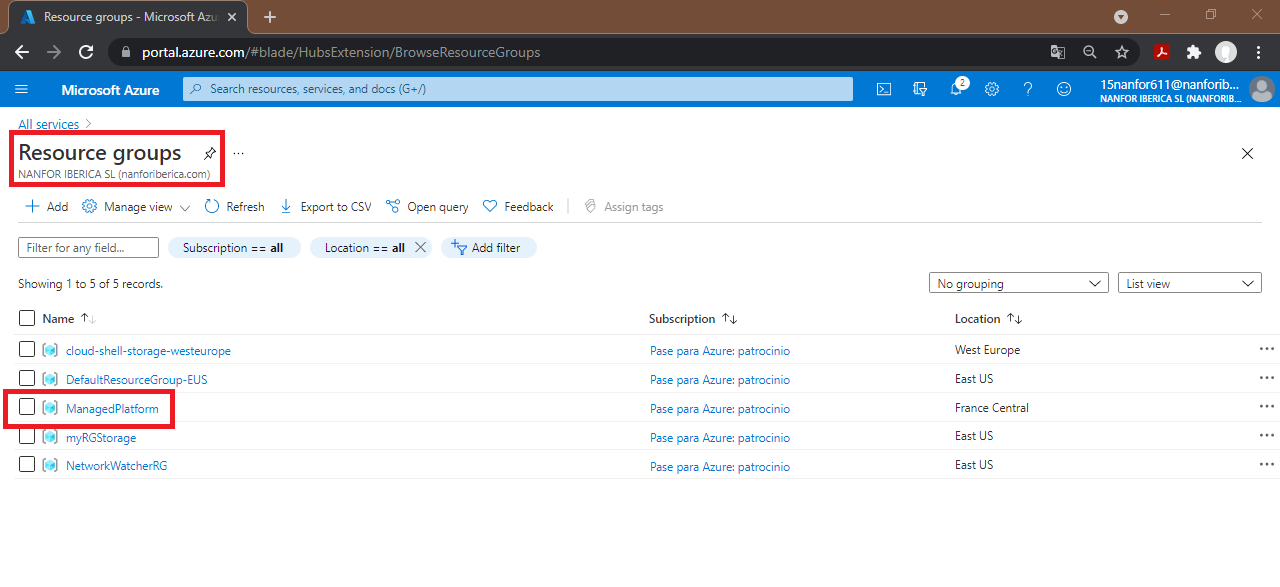 Resource groups - Microsoft Azu
portal.azure.com/#blade/HubsExtension/BrowseResourceGroups
Microsoft Azure
Search resources, services, and docs (G+/)
2
15nanfor611@nanforib...
NANFOR IBERICA SL (NANFORIB...
All services
Resource groups
...
NANFOR IBERICA SL (nanforiberica.com)
Add
Manage view
Refresh
Export to CSV
Open query
Feedback
Assign tags
Filter for any field...
Subscription == all
Location == all
Add filter
Showing 1 to 5 of 5 records.
No grouping
List view
Name ↑↓
Subscription ↑↓
Location ↑↓
cloud-shell-storage-westeurope
Pase para Azure: patrocinio
West Europe
DefaultResourceGroup-EUS
Pase para Azure: patrocinio
East US
ManagedPlatform
Pase para Azure: patrocinio
France Central
myRGStorage
Pase para Azure: patrocinio
East US
NetworkWatcherRG
Pase para Azure: patrocinio
East US